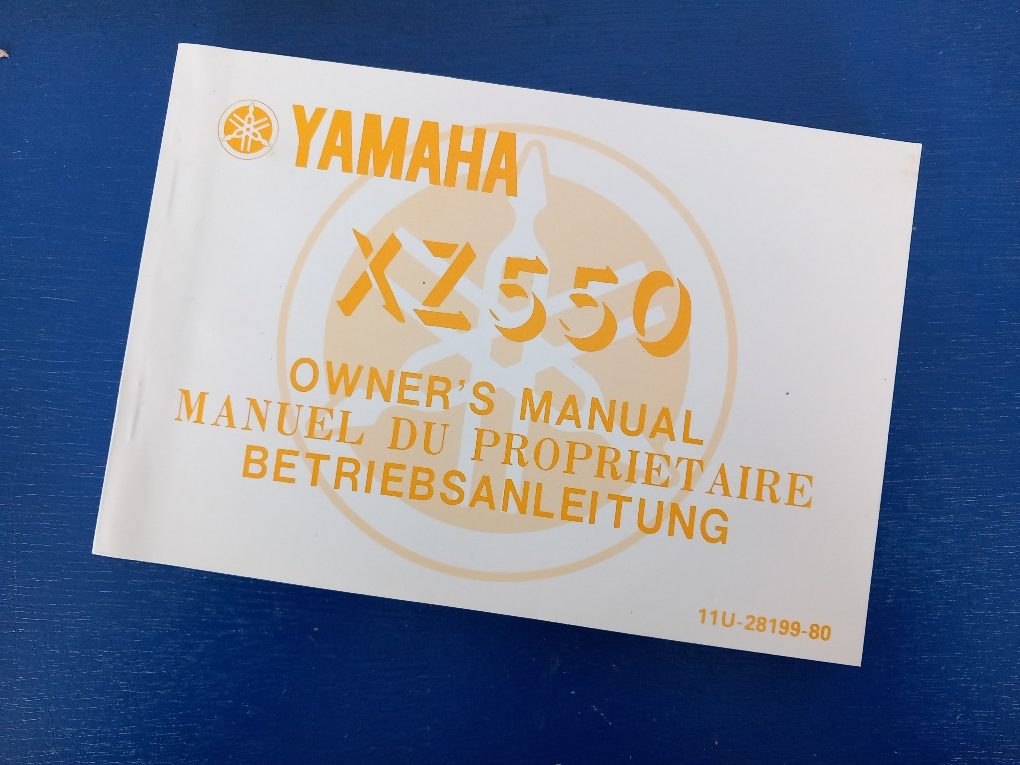 YAMAHA
XZ550
OWNER'S MANUAL
MANUEL DU PROPRIETAIRE
BETRIEBSANLEITUNG
11U-28199-80